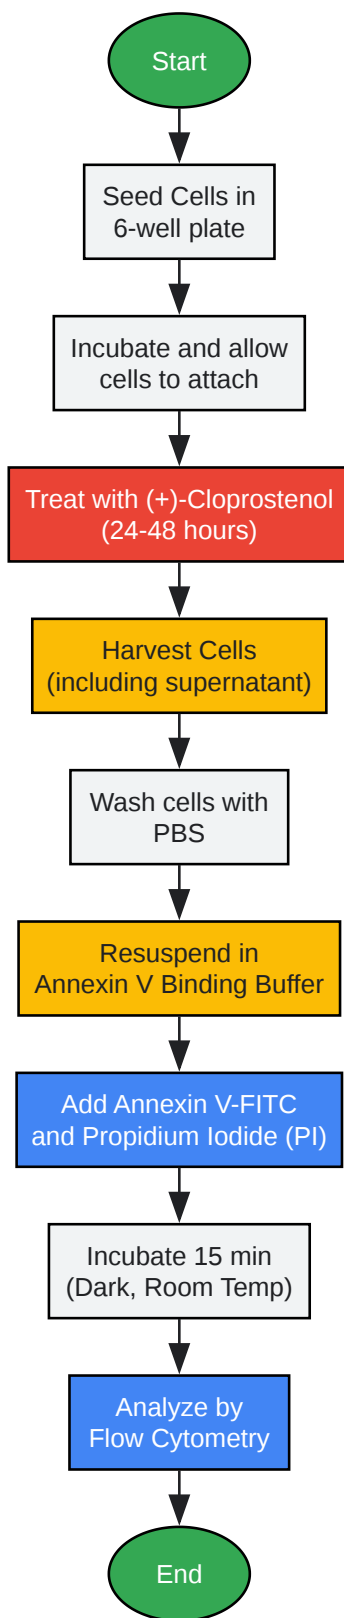 Start
Seed Cells in
6-well plate
Incubate and allow
cells to attach
Treat with (+)-Cloprostenol
(24-48 hours)
Harvest Cells
(including supernatant)
Wash cells with
PBS
Resuspend in
Annexin V Binding Buffer
Add Annexin V-FITC
and Propidium Iodide (PI)
Incubate 15 min
(Dark, Room Temp)
Analyze by
Flow Cytometry
End